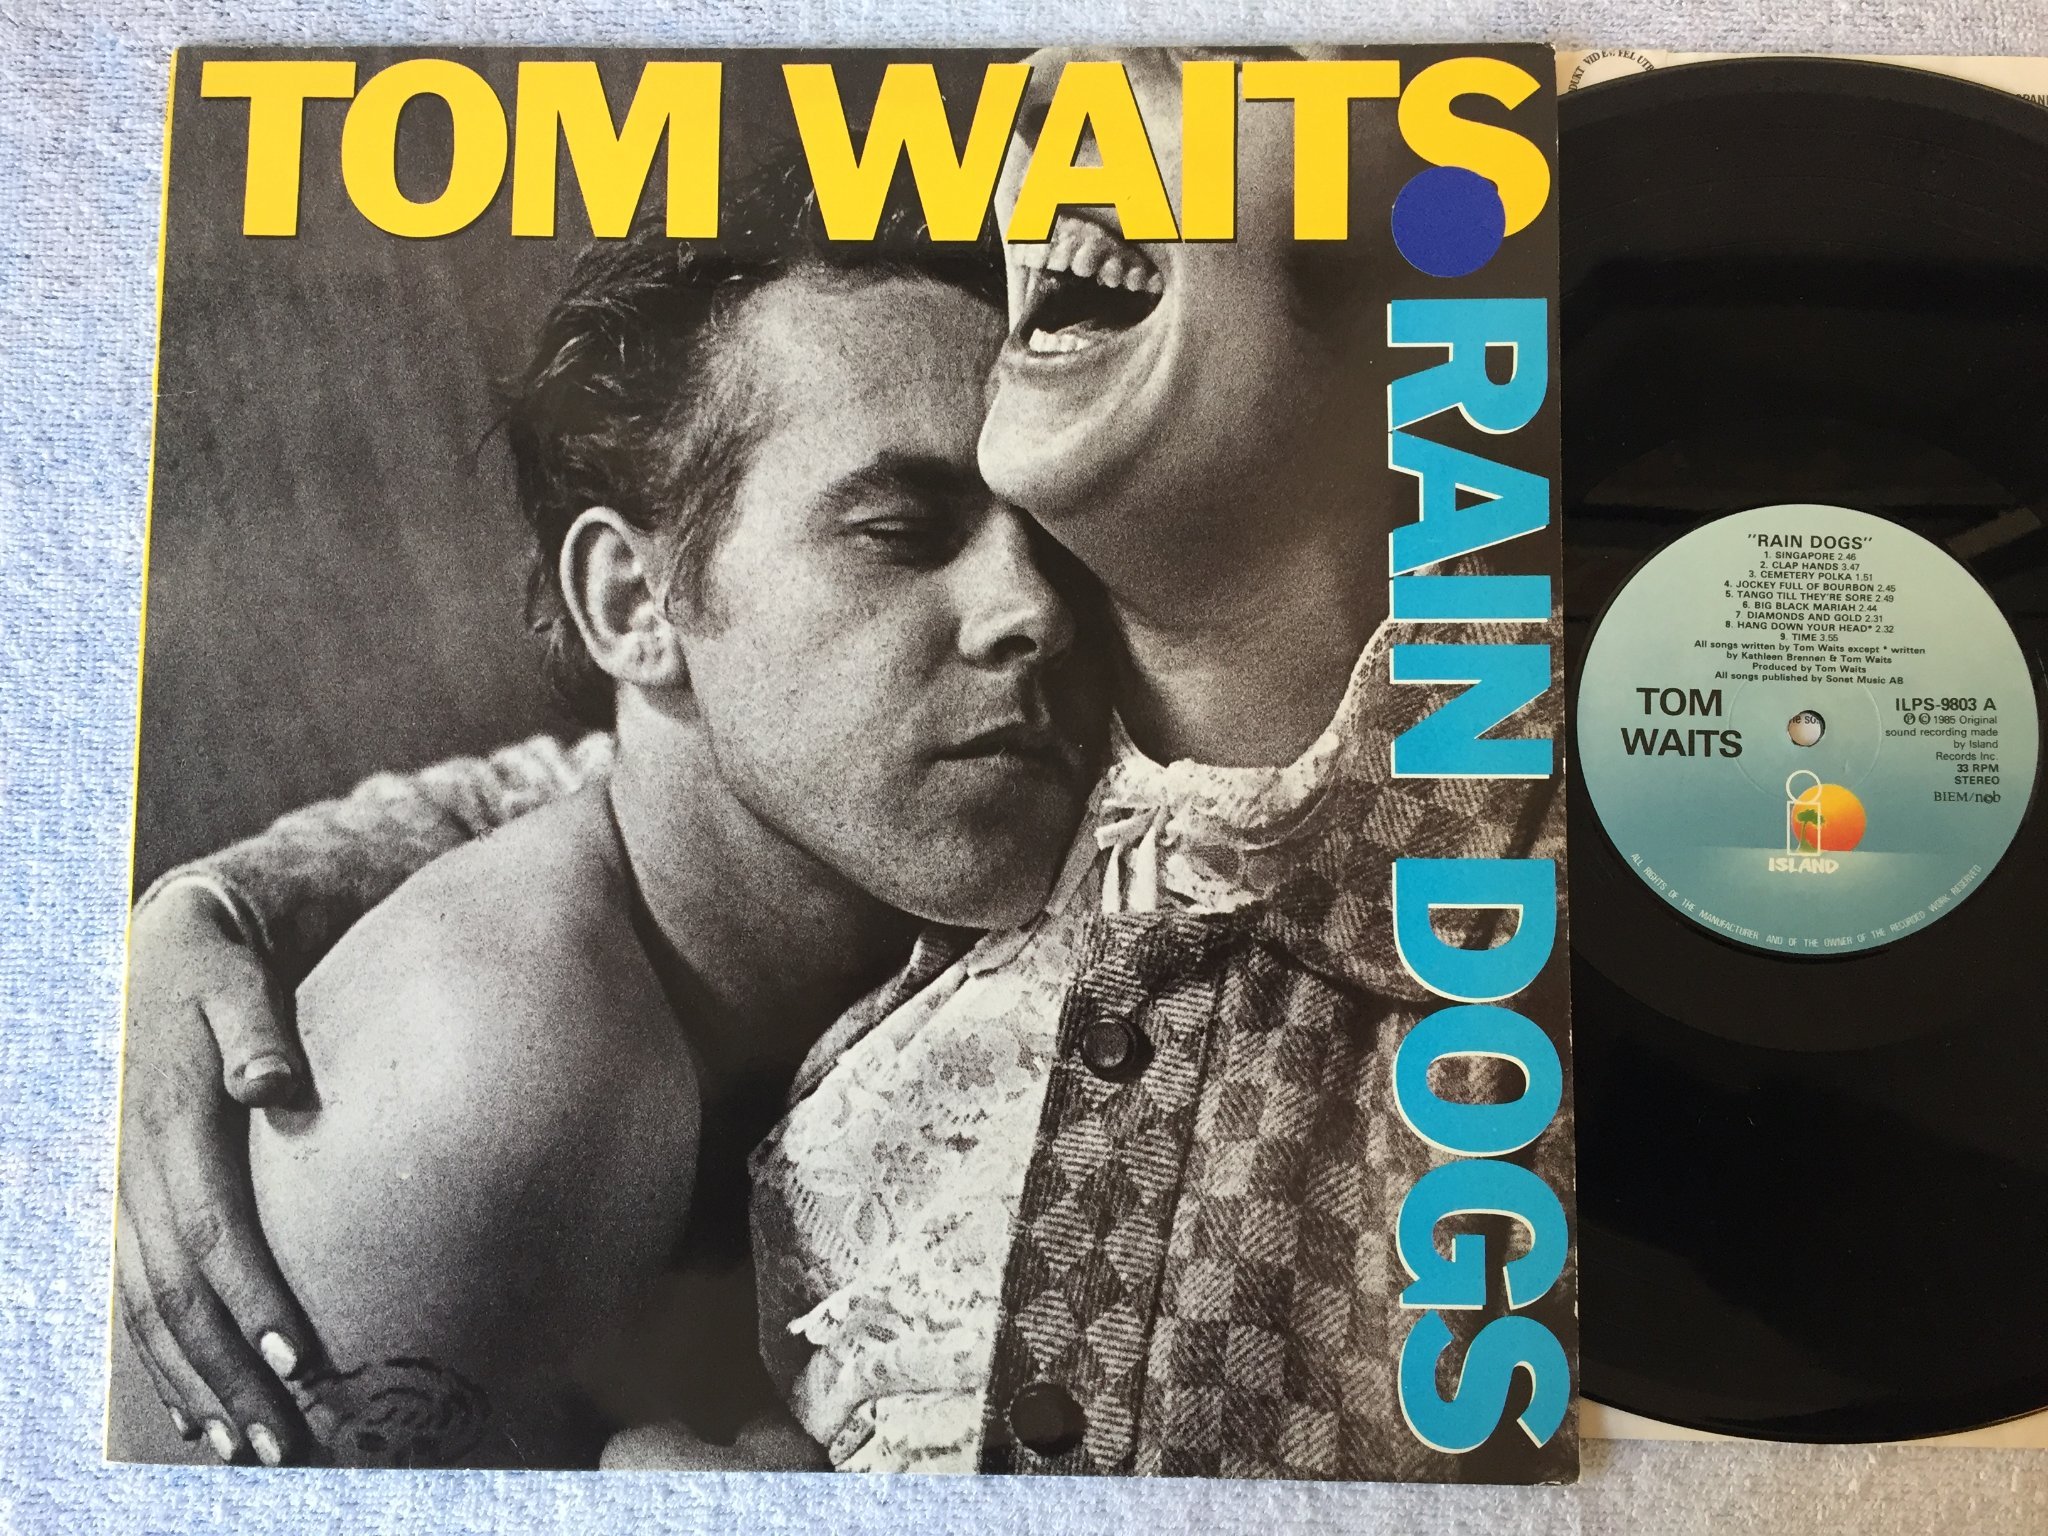 TOM WAITS
RAIN DOGS
"RAIN DOGS"
1. SINGAPORE 2.46
2. CLAP HANDS 3.47
3. CEMETERY POLKA 1.51
4. JOCKEY FULL OF BOURBON 2.45
5. TANGO TILL THEY'RE SORE 2.49
6. BIG BLACK MARIAH 2.44
7. DIAMONDS AND GOLD 2.31
8. HANG DOWN YOUR HEAD* 2.32
9. TIME 3.55
All songs written by Tom Waits except * written
by Kathleen Brennen & Tom Waits
Produced by Tom Waits
All songs published by Sonet Music AB
TOM
WAITS
ILPS-9803 A
℗ © 1985 Original
sound recording made
by Island
Records Inc.
33 RPM
STEREO
BIEM/ncb
ISLAND
ALL RIGHTS OF THE MANUFACTURER AND OF THE OWNER OF THE RECORDED WORK RESERVED